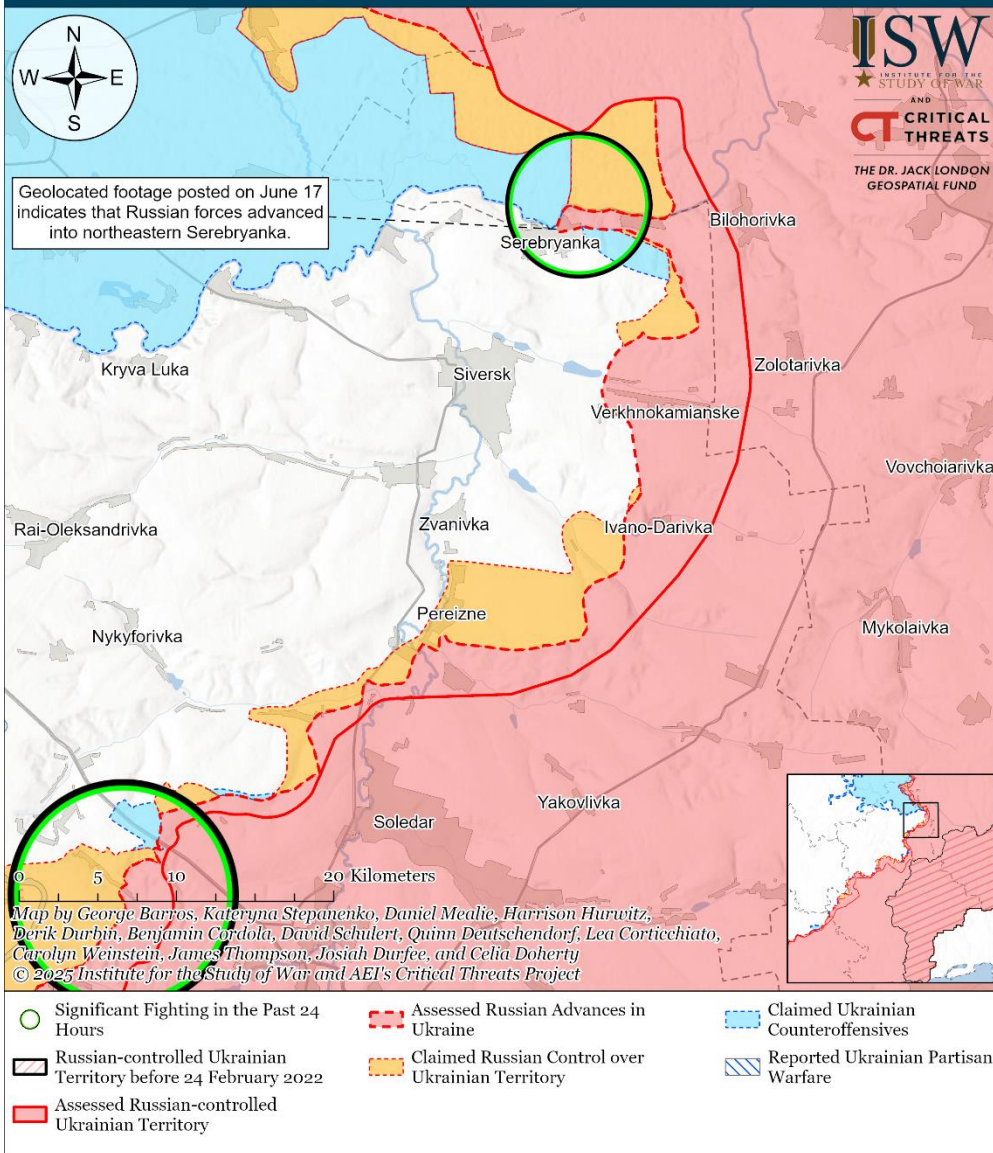 N
W E
S
ISW
INSTITUTE FOR THE
STUDY OF WAR
AND
CT CRITICAL
THREATS
THE DR. JACK LONDON
GEOSPATIAL FUND
Geolocated footage posted on June 17
indicates that Russian forces advanced
into northeastern Serebryanka.
Bilohorivka
Serebryanka
Zolotarivka
Kryva Luka
Siversk
Verkhnokamianske
Vovchoiarivka
Rai-Oleksandrivka
Zvanivka
Ivano-Darivka
Pereizne
Nykyforivka
Mykolaivka
Yakovlivka
Soledar
0 5 10 20 Kilometers
Map by George Barros, Kateryna Stepanenko, Daniel Mealie, Harrison Hurwitz,
Derik Durbin, Benjamin Cordola, David Schulert, Quinn Deutschendorf, Lea Corticchiato,
Carolyn Weinstein, James Thompson, Josiah Durfee, and Celia Doherty
© 2025 Institute for the Study of War and AEI's Critical Threats Project
Significant Fighting in the Past 24
Hours
Russian-controlled Ukrainian
Territory before 24 February 2022
Assessed Russian-controlled
Ukrainian Territory
Assessed Russian Advances in
Ukraine
Claimed Russian Control over
Ukrainian Territory
Claimed Ukrainian
Counteroffensives
Reported Ukrainian Partisan
Warfare